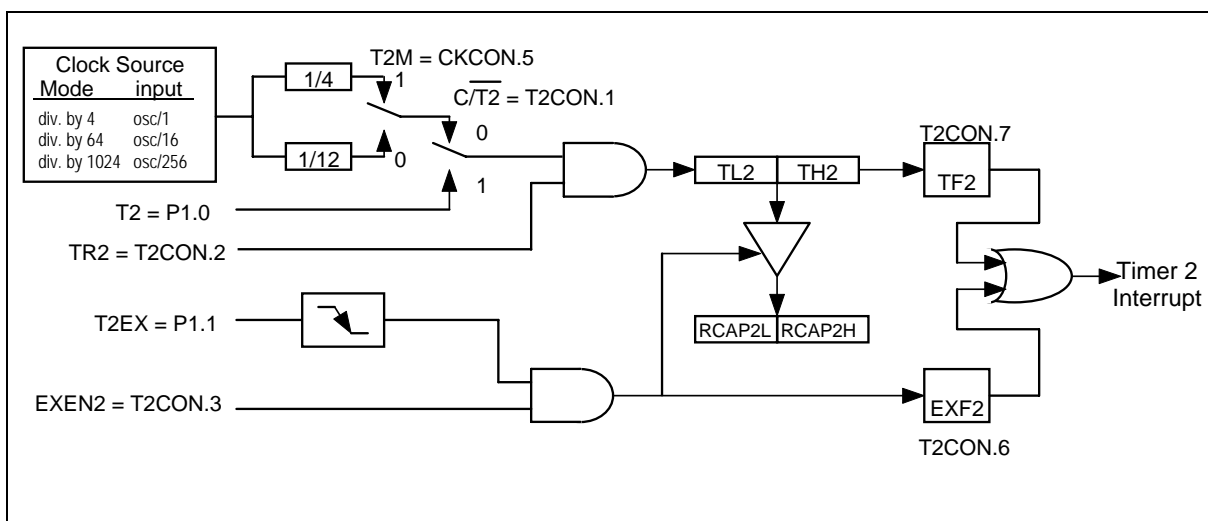 Clock Source
Mode input
div. by 4 osc/1
div. by 64 osc/16
div. by 1024 osc/256
1/4
1/12
T2M = CKCON.5
1
0
C/T2 = T2CON.1
0
1
T2 = P1.0
TR2 = T2CON.2
TL2 TH2
T2CON.7
TF2
Timer 2
Interrupt
T2EX = P1.1
RCAP2L RCAP2H
EXEN2 = T2CON.3
EXF2
T2CON.6